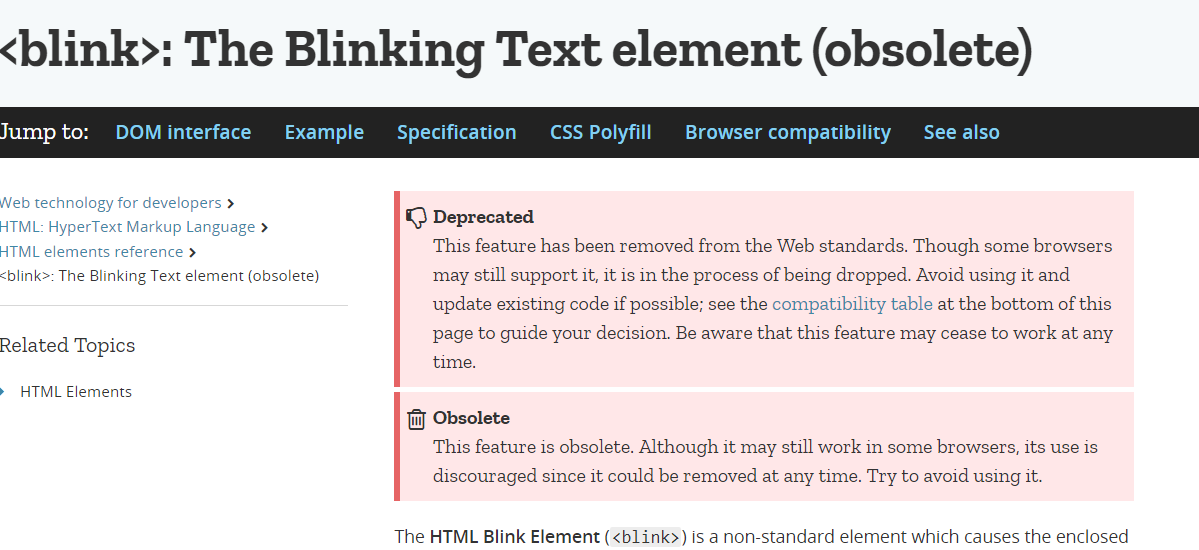 <blink>: The Blinking Text element (obsolete)
Jump to: DOM interface Example Specification CSS Polyfill Browser compatibility See also
Web technology for developers
HTML: HyperText Markup Language
HTML elements reference
<blink>: The Blinking Text element (obsolete)
Related Topics
HTML Elements
Deprecated
This feature has been removed from the Web standards. Though some browsers
may still support it, it is in the process of being dropped. Avoid using it and
update existing code if possible; see the compatibility table at the bottom of this
page to guide your decision. Be aware that this feature may cease to work at any
time.
Obsolete
This feature is obsolete. Although it may still work in some browsers, its use is
discouraged since it could be removed at any time. Try to avoid using it.
The HTML Blink Element (<blink>) is a non-standard element which causes the enclosed